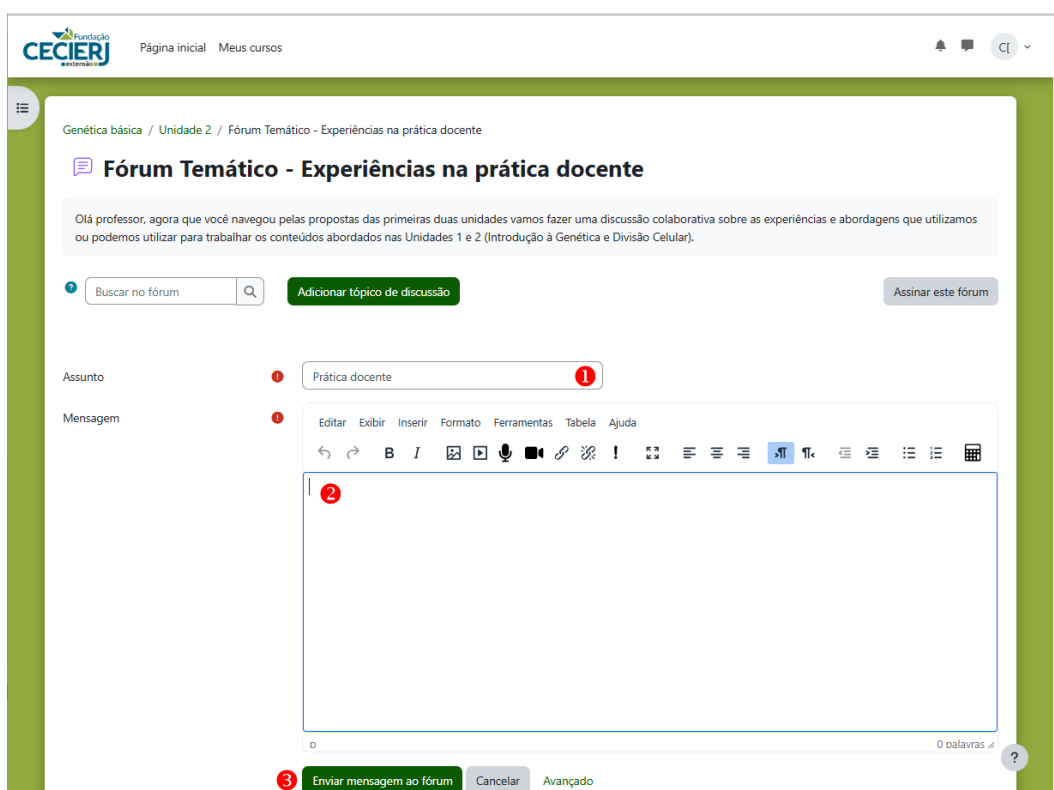 Fundação
CECIERJ
extensão
Página inicial Meus cursos
C[
Genética básica / Unidade 2 / Fórum Temático - Experiências na prática docente
Fórum Temático - Experiências na prática docente
Olá professor, agora que você navegou pelas propostas das primeiras duas unidades vamos fazer uma discussão colaborativa sobre as experiências e abordagens que utilizamos
ou podemos utilizar para trabalhar os conteúdos abordados nas Unidades 1 e 2 (Introdução à Genética e Divisão Celular).
? Buscar no fórum Adicionar tópico de discussão Assinar este fórum
Assunto ! Prática docente 1
Mensagem !
Editar Exibir Inserir Formato Ferramentas Tabela Ajuda
B I !
2
p 0 palavras
?
3 Enviar mensagem ao fórum Cancelar Avançado